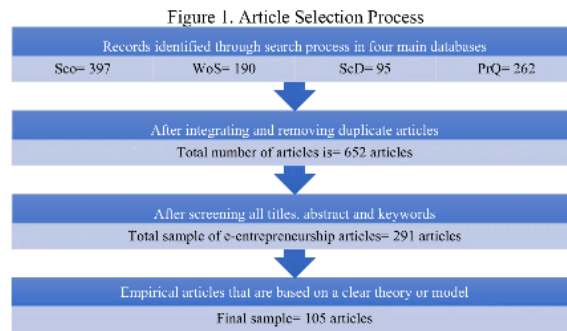 Figure 1. Article Selection Process
Records identified through search process in four main databases
Sco= 397 WoS= 190 ScD= 95 PrQ= 262
After integrating and removing duplicate articles
Total number of articles is= 652 articles
After screening all titles, abstract and keywords
Total sample of e-entrepreneurship articles= 291 articles
Empirical articles that are based on a clear theory or model
Final sample= 105 articles